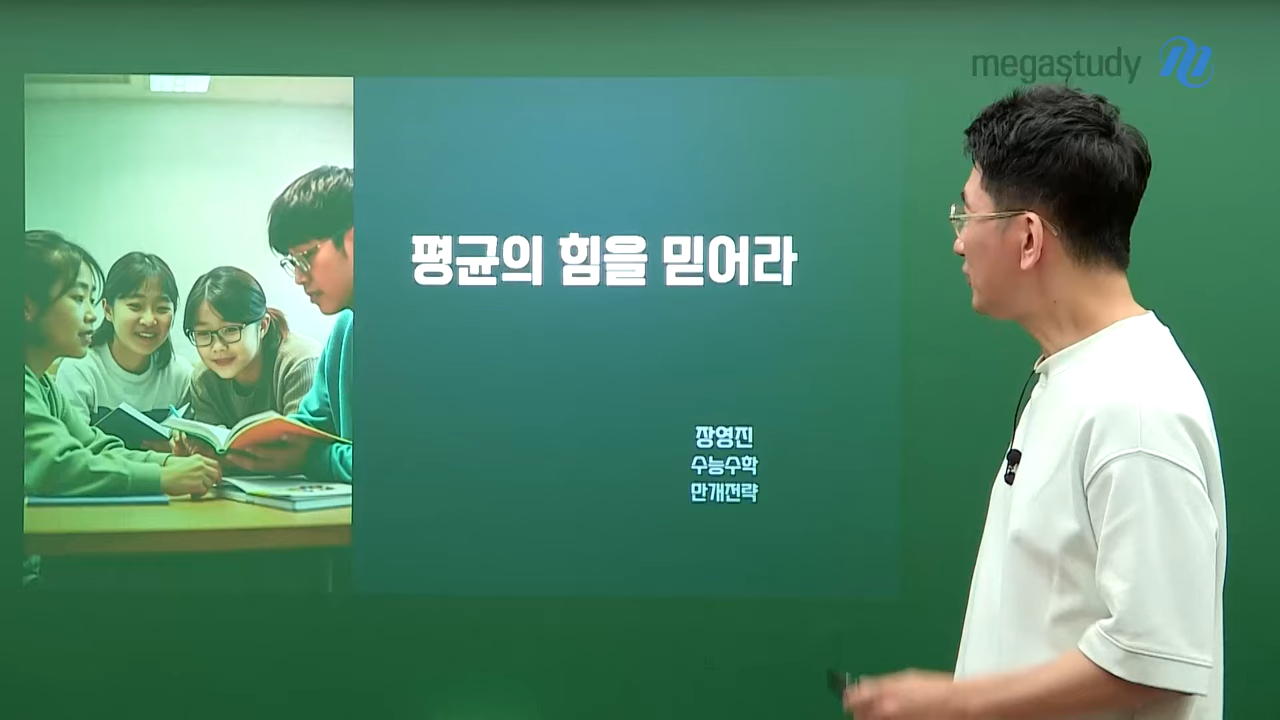 megastudy
평균의 힘을 믿어라
장영진
수능수학
만개전략